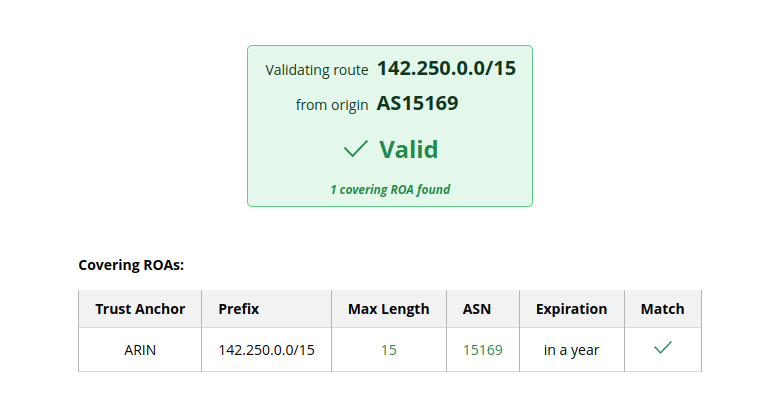 Validating route 142.250.0.0/15
from origin AS15169
Valid
1 covering ROA found
Covering ROAs:
Trust Anchor Prefix Max Length ASN Expiration Match
ARIN 142.250.0.0/15 15 15169 in a year